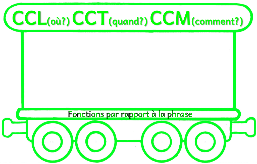 CCL(où?) CCT(quand?) CCM(comment?)
Fonctions par rapport à la phrase